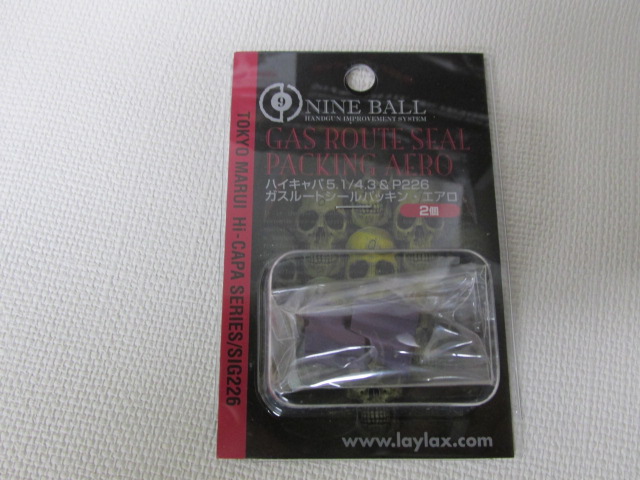 9
NINE BALL
HANDGUN IMPROVEMENT SYSTEM
GAS ROUTE SEAL
PACKING AERO
ハイキャパ5.1/4.3 & P226
ガスルートシールパッキン・エアロ
2個
TOKYO MARUI Hi-CAPA SERIES/SIG226
www.laylax.com